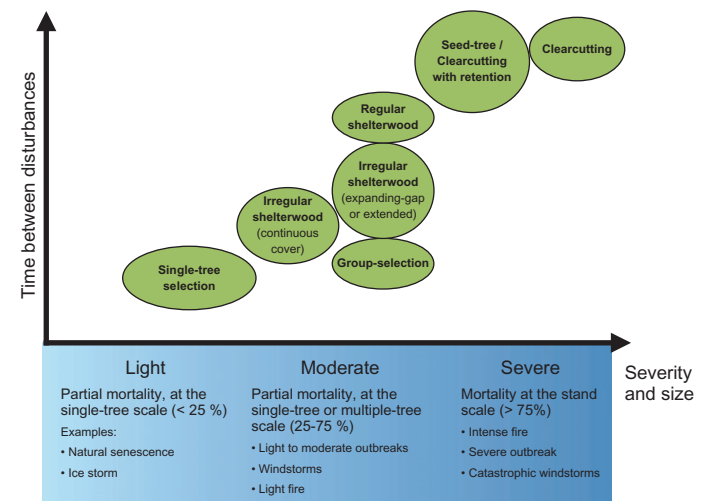 Time between disturbances
Seed-tree /
Clearcutting
with retention
Clearcutting
Regular
shelterwood
Irregular
shelterwood
(expanding-gap
or extended)
Irregular
shelterwood
(continuous
cover)
Group-selection
Single-tree
selection
Severity
and size
Light
Partial mortality, at the
single-tree scale (< 25 %)
Examples:
• Natural senescence
• Ice storm
Moderate
Partial mortality, at the
single-tree or multiple-tree
scale (25-75 %)
• Light to moderate outbreaks
• Windstorms
• Light fire
Severe
Mortality at the stand
scale (> 75%)
• Intense fire
• Severe outbreak
• Catastrophic windstorms